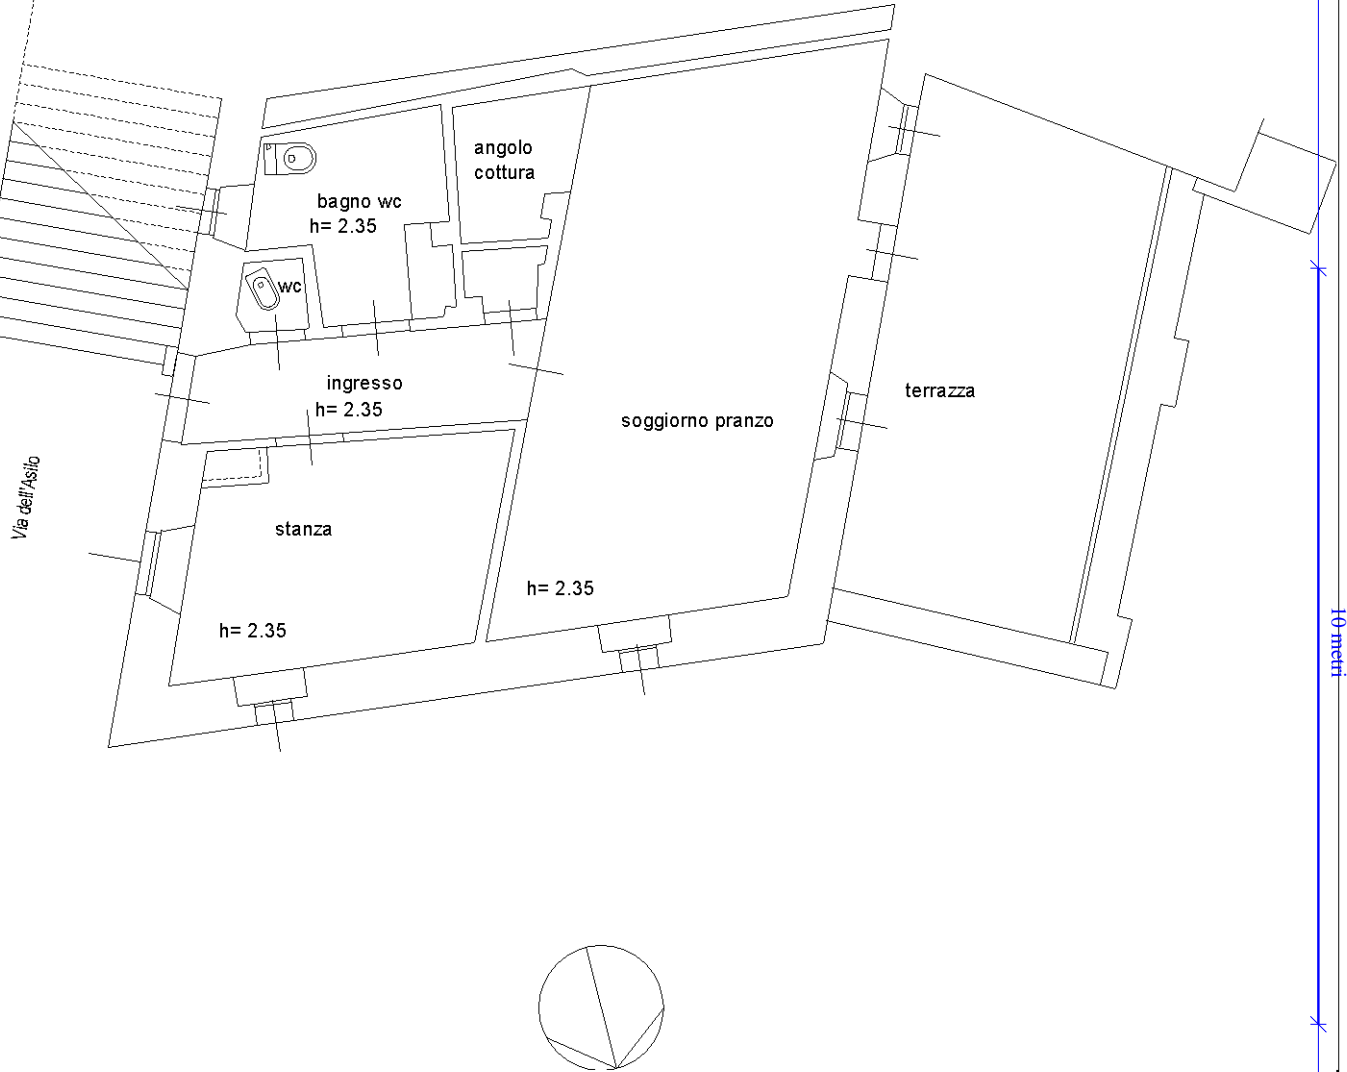 angolo
cottura
bagno wc
h= 2.35
wc
ingresso
h= 2.35
soggiorno pranzo
terrazza
Via dell'Asilo
stanza
h= 2.35
h= 2.35
10 metri